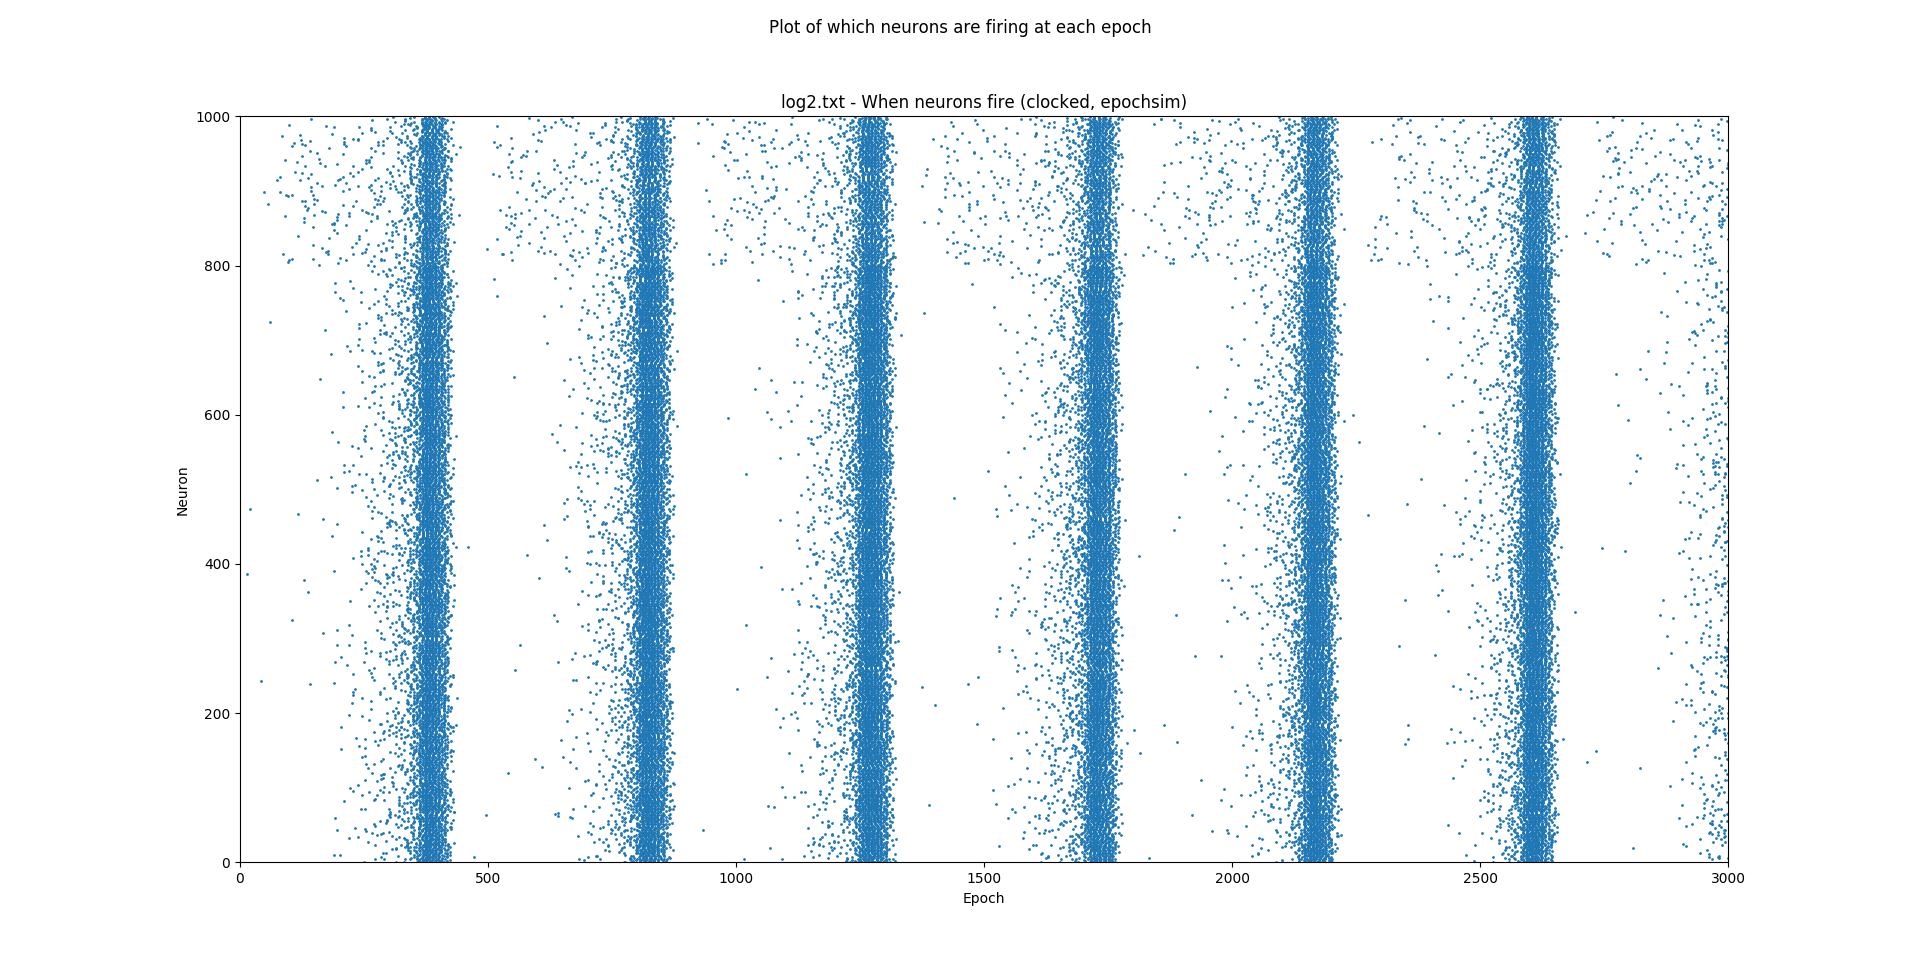 Plot of which neurons are firing at each epoch
log2.txt - When neurons fire (clocked, epochsim)
1000
800
600
400
200
0
Neuron
0 500 1000 1500 2000 2500 3000
Epoch